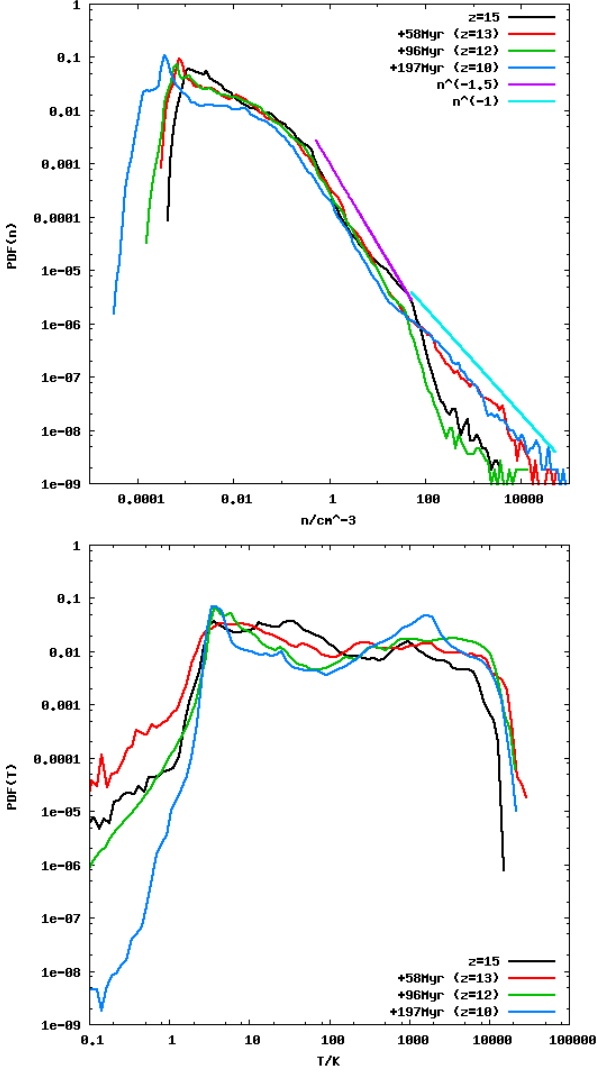 1
0.1
0.01
0.001
0.0001
1e-05
1e-06
1e-07
1e-08
1e-09
PDF(n)
z=15
+58Myr (z=13)
+96Myr (z=12)
+197Myr (z=10)
n^(-1.5)
n^(-1)
0.0001 0.01 1 100 10000
n/cm^-3
1
0.1
0.01
0.001
0.0001
1e-05
1e-06
1e-07
1e-08
1e-09
PDF(T)
z=15
+58Myr (z=13)
+96Myr (z=12)
+197Myr (z=10)
0.1 1 10 100 1000 10000 100000
T/K